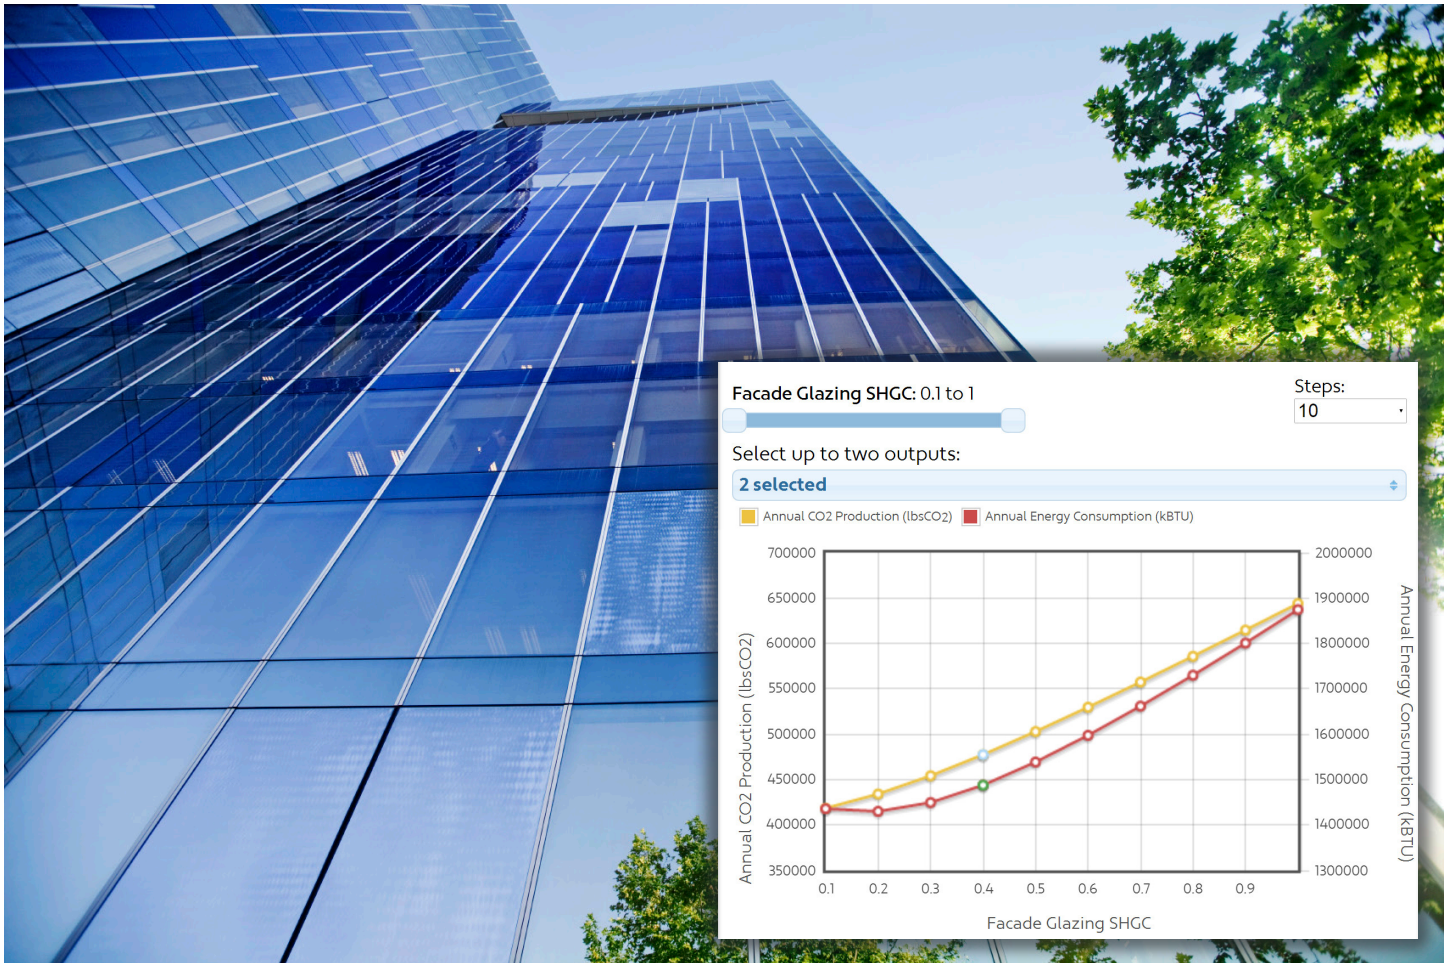 Facade Glazing SHGC: 0.1 to 1
Steps:
10
Select up to two outputs:
2 selected
Annual CO2 Production (lbsCO2) Annual Energy Consumption (kBTU)
Annual CO2 Production (lbsCO2)
700000
650000
600000
550000
500000
450000
400000
350000
2000000
1900000
1800000
1700000
1600000
1500000
1400000
1300000
Annual Energy Consumption (kBTU)
0.1 0.2 0.3 0.4 0.5 0.6 0.7 0.8 0.9
Facade Glazing SHGC